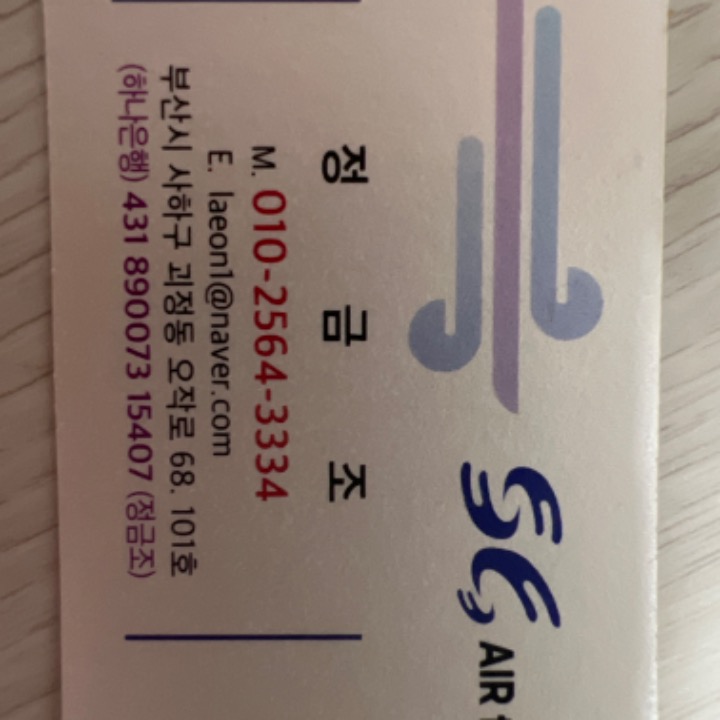 SG AIR
정 금 조
M. 010-2564-3334
E. laeon1@naver.com
부산시 사하구 괴정동 오작로 68. 101호
(하나은행) 431 890073 15407 (정금조)